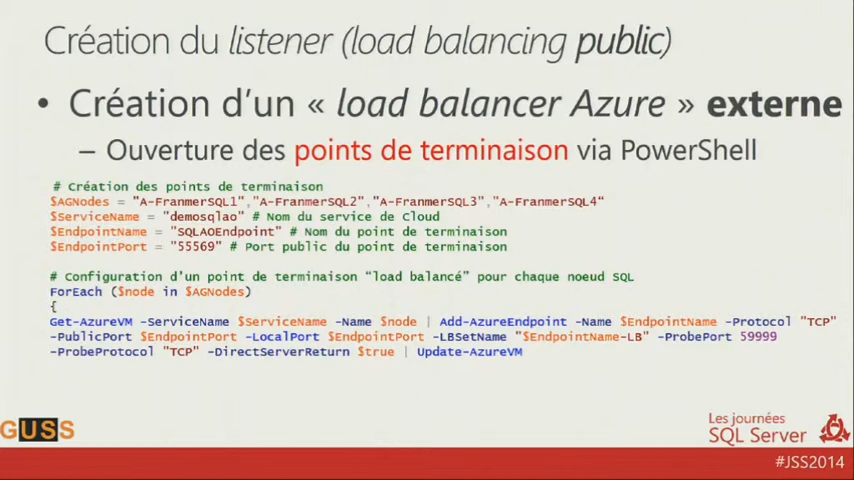 Création du listener (load balancing public)
• Création d'un « load balancer Azure » externe
– Ouverture des points de terminaison via PowerShell
# Création des points de terminaison
$AGNodes = "A-FranmerSQL1","A-FranmerSQL2","A-FranmerSQL3","A-FranmerSQL4"
$ServiceName = "demosqlao" # Nom du service de Cloud
$EndpointName = "SQLAOEndpoint" # Nom du point de terminaison
$EndpointPort = "55569" # Port public du point de terminaison
# Configuration d'un point de terminaison "load balancé" pour chaque noeud SQL
ForEach ($node in $AGNodes)
{
Get-AzureVM -ServiceName $ServiceName -Name $node | Add-AzureEndpoint -Name $EndpointName -Protocol "TCP"
-PublicPort $EndpointPort -LocalPort $EndpointPort -LBSetName "$EndpointName-LB" -ProbePort 59999
-ProbeProtocol "TCP" -DirectServerReturn $true | Update-AzureVM
GUSS
Les journées
SQL Server
#JSS2014